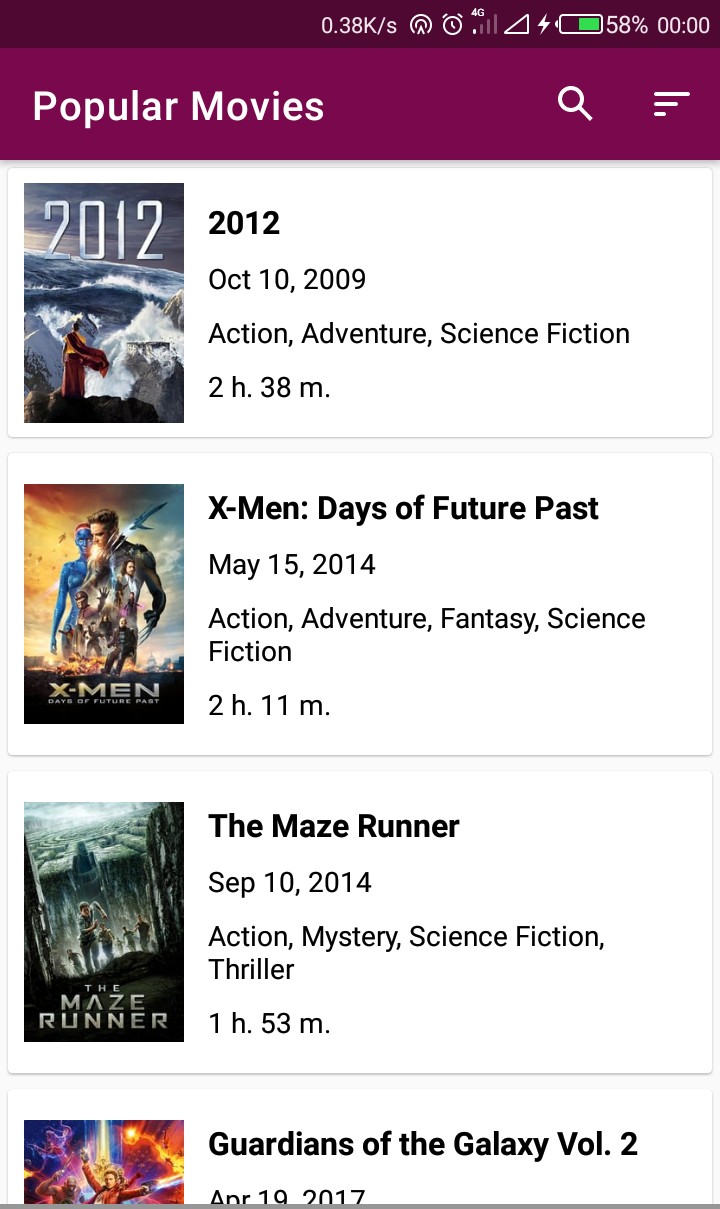 0.38K/s 4G 58% 00:00
Popular Movies
2012
2012
Oct 10, 2009
Action, Adventure, Science Fiction
2 h. 38 m.
X-Men: Days of Future Past
May 15, 2014
Action, Adventure, Fantasy, Science
Fiction
2 h. 11 m.
X-MEN
DAYS OF FUTURE PAST
The Maze Runner
Sep 10, 2014
Action, Mystery, Science Fiction,
Thriller
1 h. 53 m.
THE
MAZE
RUNNER
Guardians of the Galaxy Vol. 2
Apr 19, 2017